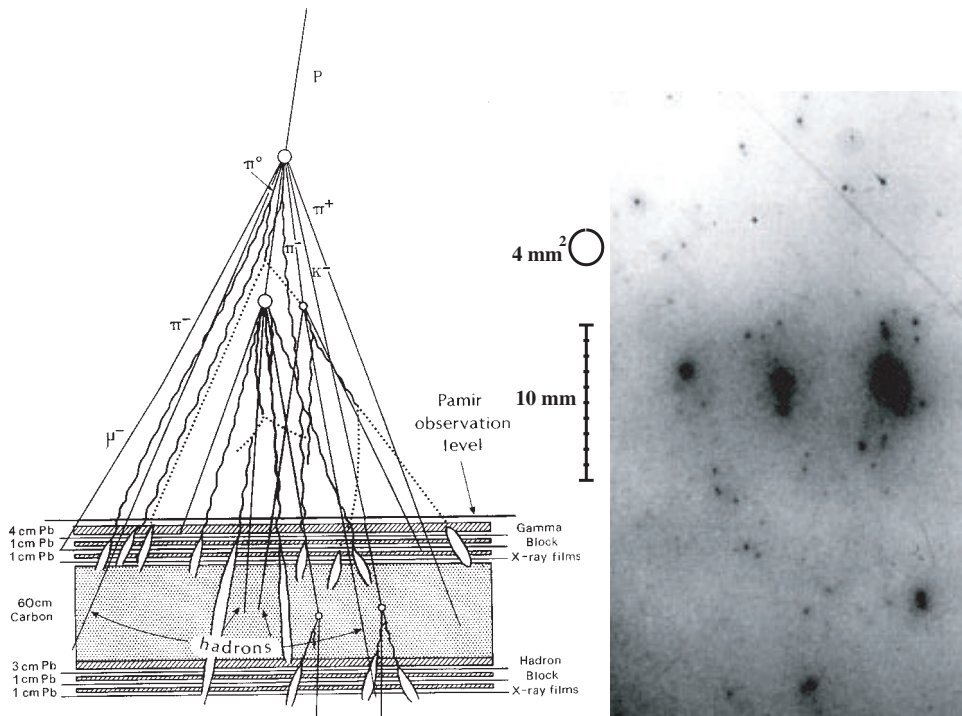 P
π°
π⁺
π⁻
K⁻
π⁻
μ⁻
Pamir
observation
level
4 cm Pb
1 cm Pb
1 cm Pb
Gamma
Block
X-ray films
60cm
Carbon
hadrons
3 cm Pb
1 cm Pb
1 cm Pb
Hadron
Block
X-ray films
4 mm²
10 mm